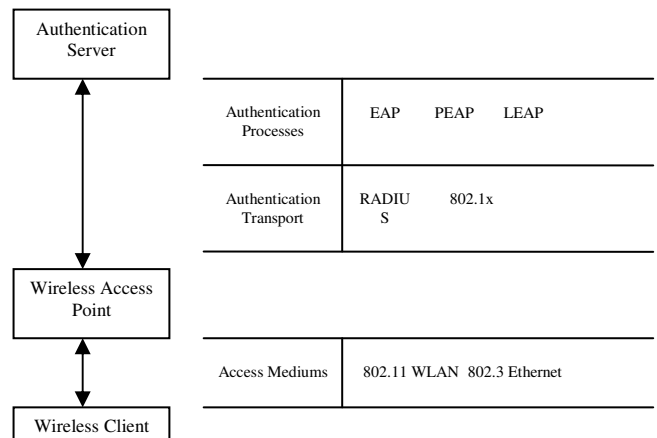 Authentication
Server
Authentication
Processes
EAP PEAP LEAP
Authentication
Transport
RADIU
S
802.1x
Wireless Access
Point
Access Mediums
802.11 WLAN 802.3 Ethernet
Wireless Client